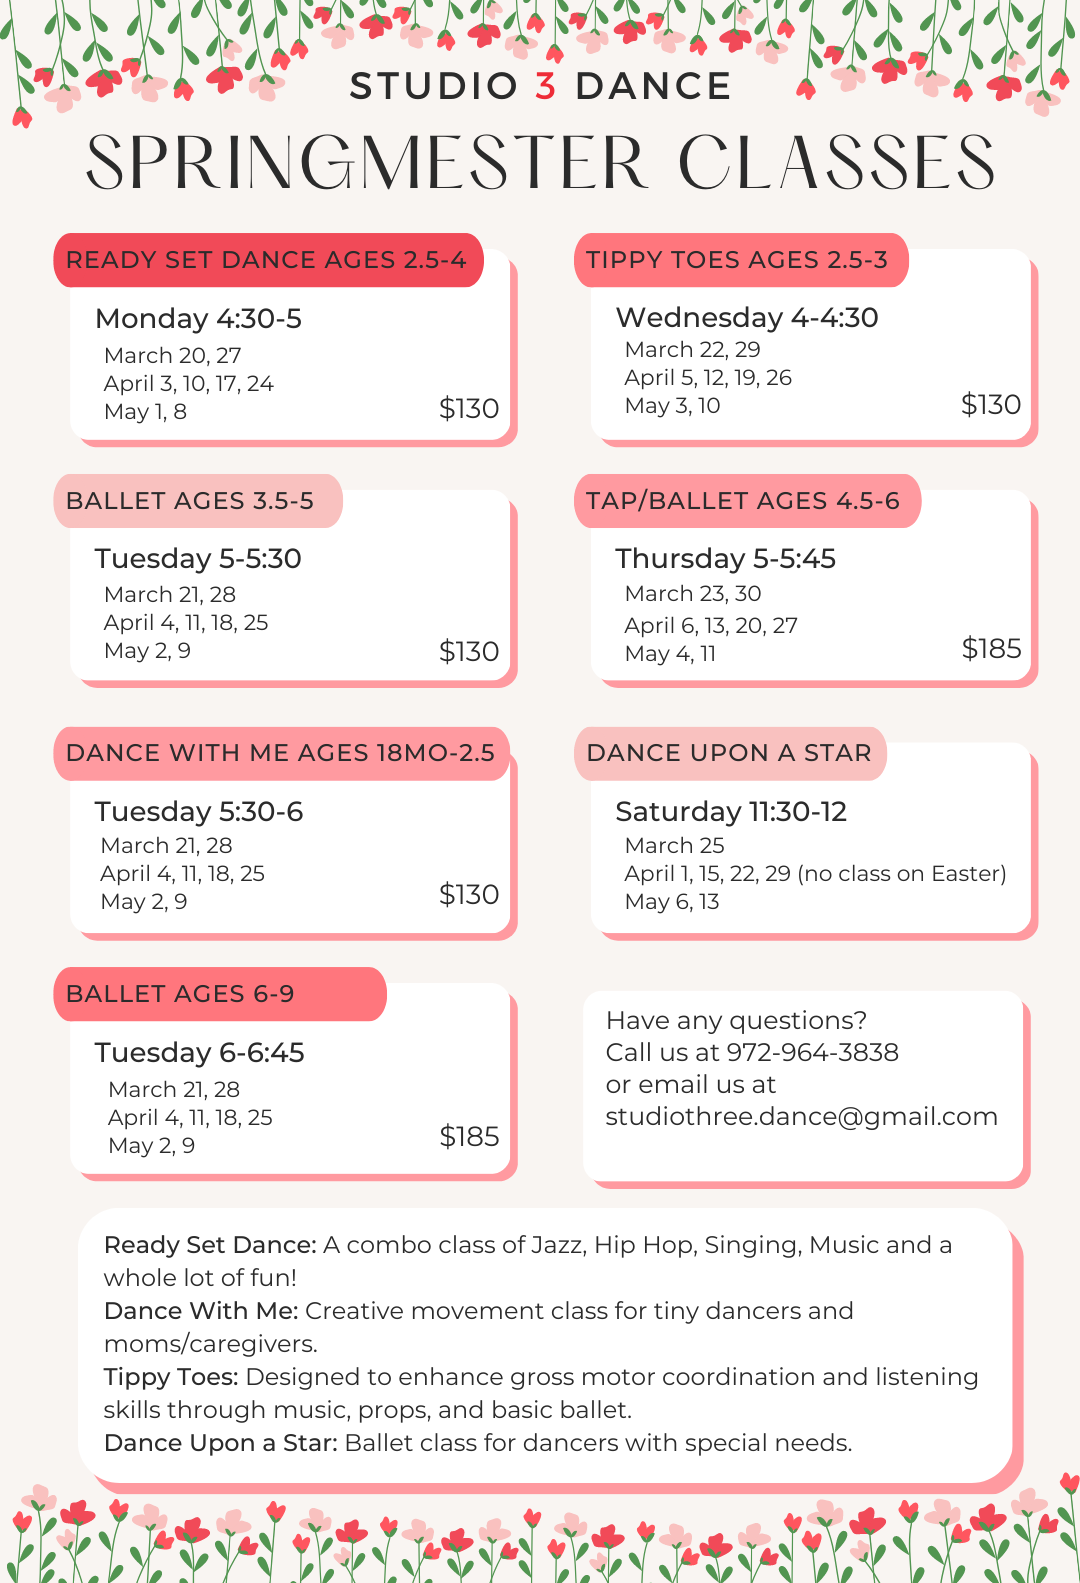 STUDIO 3 DANCE
SPRINGMESTER CLASSES
READY SET DANCE AGES 2.5-4
Monday 4:30-5
March 20, 27
April 3, 10, 17, 24
May 1, 8
$130
TIPPY TOES AGES 2.5-3
Wednesday 4-4:30
March 22, 29
April 5, 12, 19, 26
May 3, 10
$130
BALLET AGES 3.5-5
Tuesday 5-5:30
March 21, 28
April 4, 11, 18, 25
May 2, 9
$130
TAP/BALLET AGES 4.5-6
Thursday 5-5:45
March 23, 30
April 6, 13, 20, 27
May 4, 11
$185
DANCE WITH ME AGES 18MO-2.5
Tuesday 5:30-6
March 21, 28
April 4, 11, 18, 25
May 2, 9
$130
DANCE UPON A STAR
Saturday 11:30-12
March 25
April 1, 15, 22, 29 (no class on Easter)
May 6, 13
BALLET AGES 6-9
Tuesday 6-6:45
March 21, 28
April 4, 11, 18, 25
May 2, 9
$185
Have any questions?
Call us at 972-964-3838
or email us at
studiothree.dance@gmail.com
Ready Set Dance: A combo class of Jazz, Hip Hop, Singing, Music and a
whole lot of fun!
Dance With Me: Creative movement class for tiny dancers and
moms/caregivers.
Tippy Toes: Designed to enhance gross motor coordination and listening
skills through music, props, and basic ballet.
Dance Upon a Star: Ballet class for dancers with special needs.